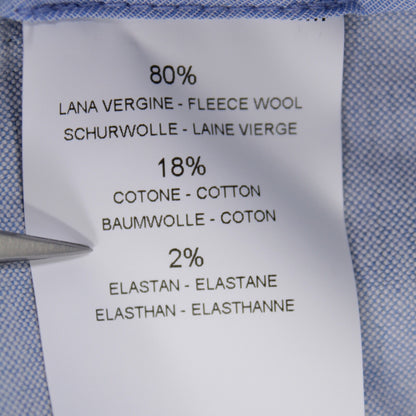 80%
LANA VERGINE - FLEECE WOOL
SCHURWOLLE - LAINE VIERGE
18%
COTONE - COTTON
BAUMWOLLE - COTON
2%
ELASTAN - ELASTANE
ELASTHAN - ELASTHANNE